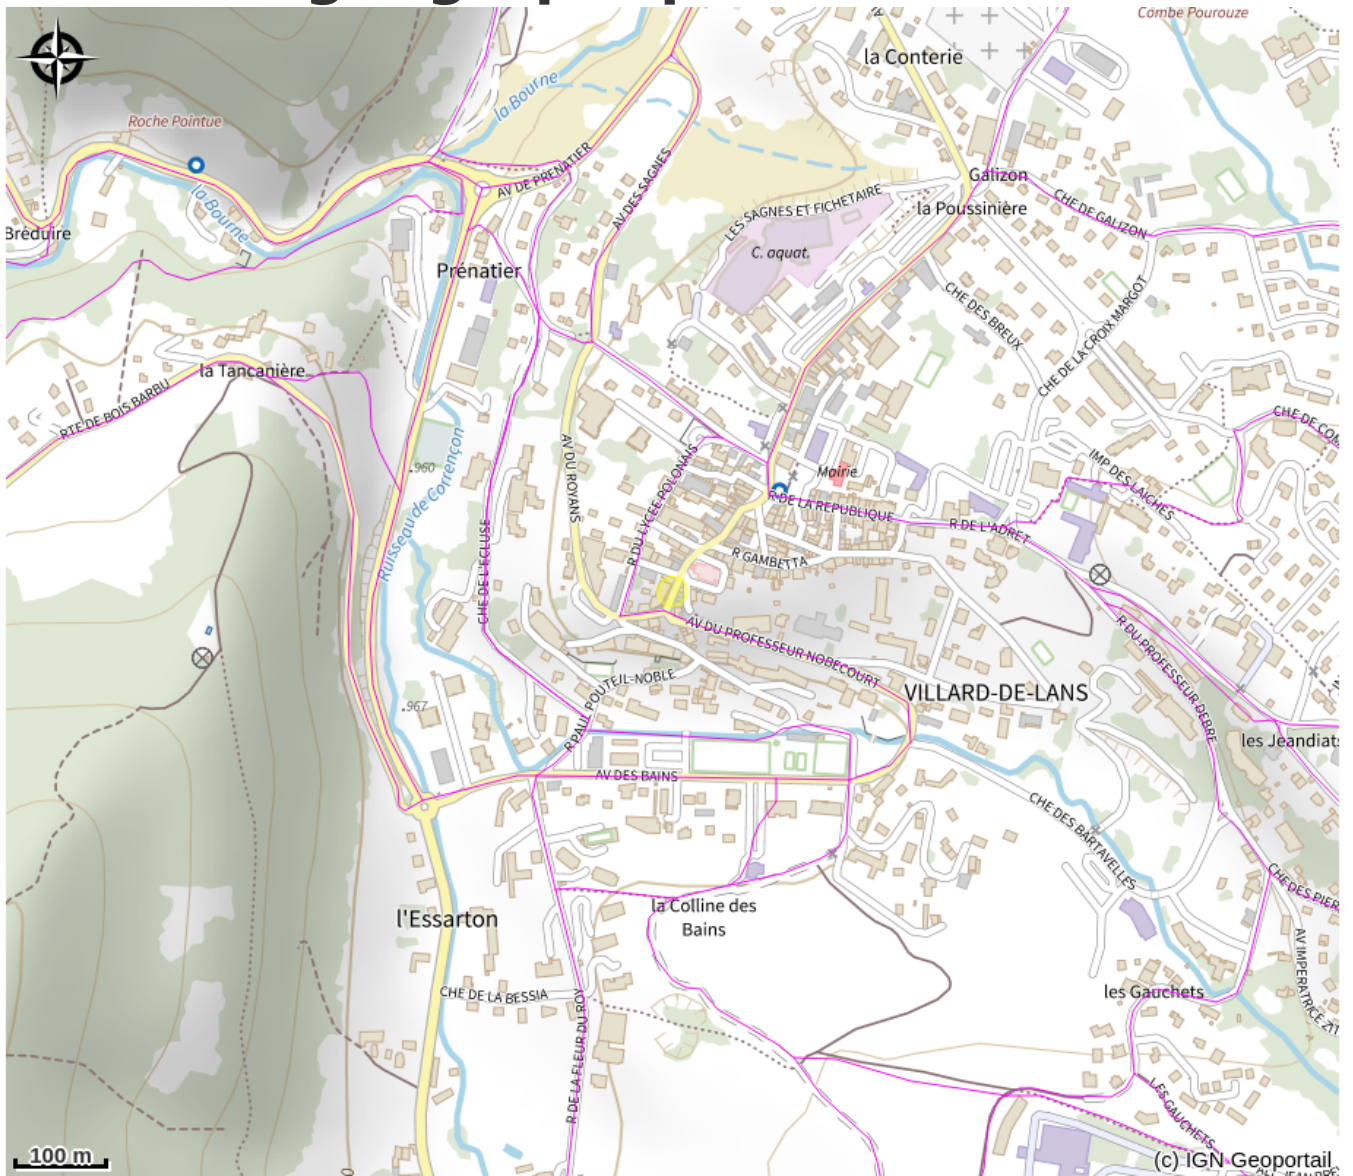 Combe Pourouze
la Conterie
la Bourne
Roche Pointue
AV DE PRENATIER
AV DES SAGNES
Galizon
LES SAGNES ET FICHETAIRE
la Poussinière
CHE DE GALIZON
la Bourne
Bréduire
C. aquat.
Prénatier
CHE DES BREUX
CHE DE LA CROIX MARGOT
la Tancanière
RTE DE BOIS BARBU
CHE DE COM
AV DU ROYANS
R DU LYCEE POLONAIS
.960
Mairie
IMP DES LAICHES
Ruisseau de Corrençon
R DE LA REPUBLIQUE
R DE L'ADRET
CHE DE L'ECLUSE
R GAMBETTA
AV DU PROFESSEUR NOBECOURT
R DU PROFESSEUR DEBRE
R PAUL POUTEIL-NOBLE
VILLARD-DE-LANS
.967
les Jeandiats
AV DES BAINS
CHE DES BARTAVELLES
CHE DES PIER
la Colline des
Bains
l'Essarton
AV IMPERATRICE ZIT
CHE DE LA BESSIA
les Gauchets
R DE LA FLEUR DU ROY
LES GAUCHETS
100 m
(c) IGN Geoportail